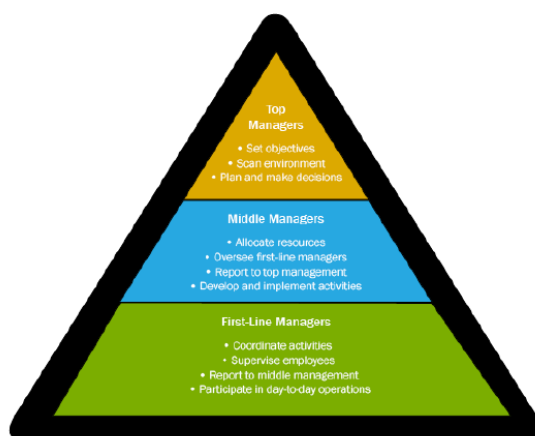 Top
Managers
• Set objectives
• Scan environment
• Plan and make decisions
Middle Managers
• Allocate resources
• Oversee first-line managers
• Report to top management
• Develop and implement activities
First-Line Managers
• Coordinate activities
• Supervise employees
• Report to middle management
• Participate in day-to-day operations